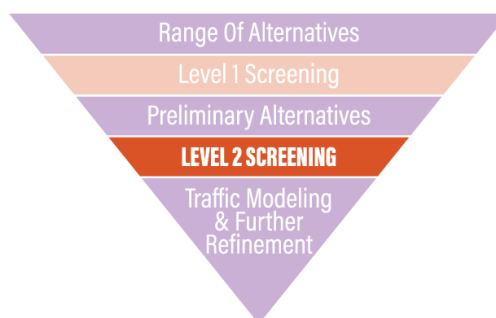 Range Of Alternatives
Level 1 Screening
Preliminary Alternatives
LEVEL 2 SCREENING
Traffic Modeling
& Further
Refinement